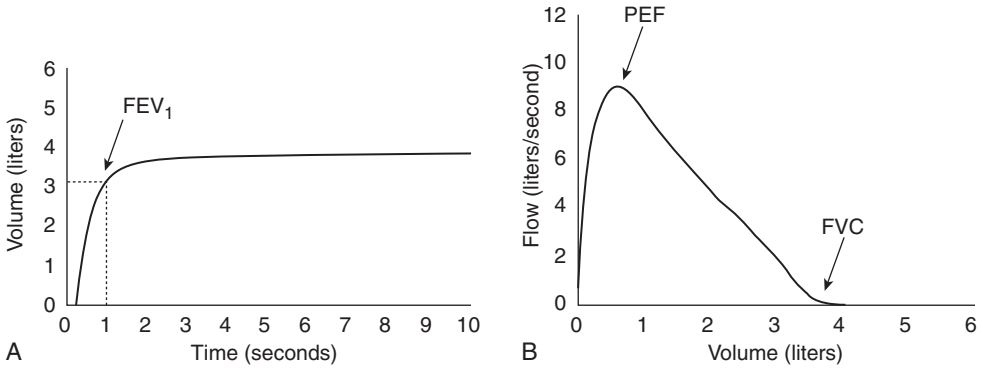 6
5
4
3
2
1
0
Volume (liters)
FEV1
0 1 2 3 4 5 6 7 8 9 10
Time (seconds)
A
12
10
8
6
4
2
0
Flow (liters/second)
PEF
FVC
0 1 2 3 4 5 6
Volume (liters)
B